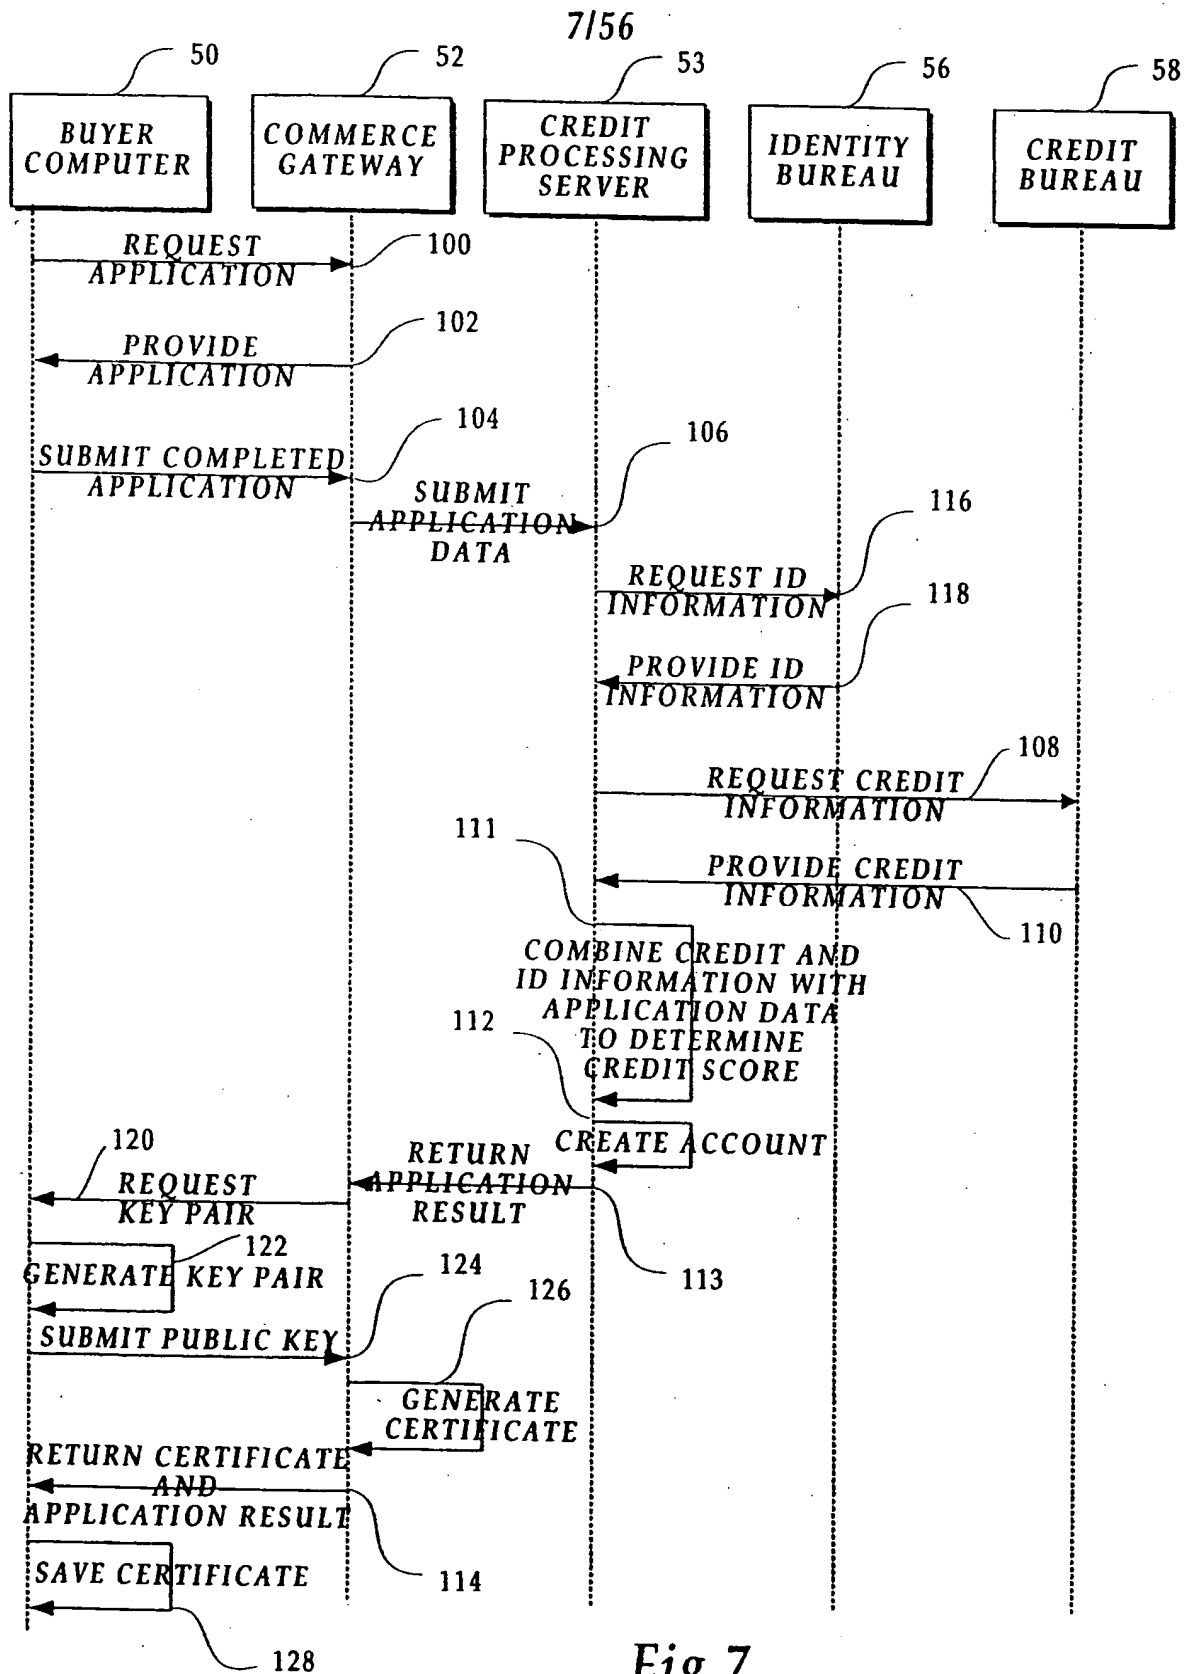 7/56
50
52
53
56
58
BUYER
COMPUTER
COMMERCE
GATEWAY
CREDIT
PROCESSING
SERVER
IDENTITY
BUREAU
CREDIT
BUREAU
REQUEST
APPLICATION
100
PROVIDE
APPLICATION
102
SUBMIT COMPLETED
APPLICATION
104
SUBMIT
APPLICATION
DATA
106
REQUEST ID
INFORMATION
116
PROVIDE ID
INFORMATION
118
REQUEST CREDIT
INFORMATION
108
PROVIDE CREDIT
INFORMATION
110
111
COMBINE CREDIT AND
ID INFORMATION WITH
APPLICATION DATA
TO DETERMINE
CREDIT SCORE
112
CREATE ACCOUNT
RETURN
APPLICATION
RESULT
113
120
REQUEST
KEY PAIR
122
GENERATE KEY PAIR
124
SUBMIT PUBLIC KEY
126
GENERATE
CERTIFICATE
RETURN CERTIFICATE
AND
APPLICATION RESULT
114
SAVE CERTIFICATE
128
Fig. 7